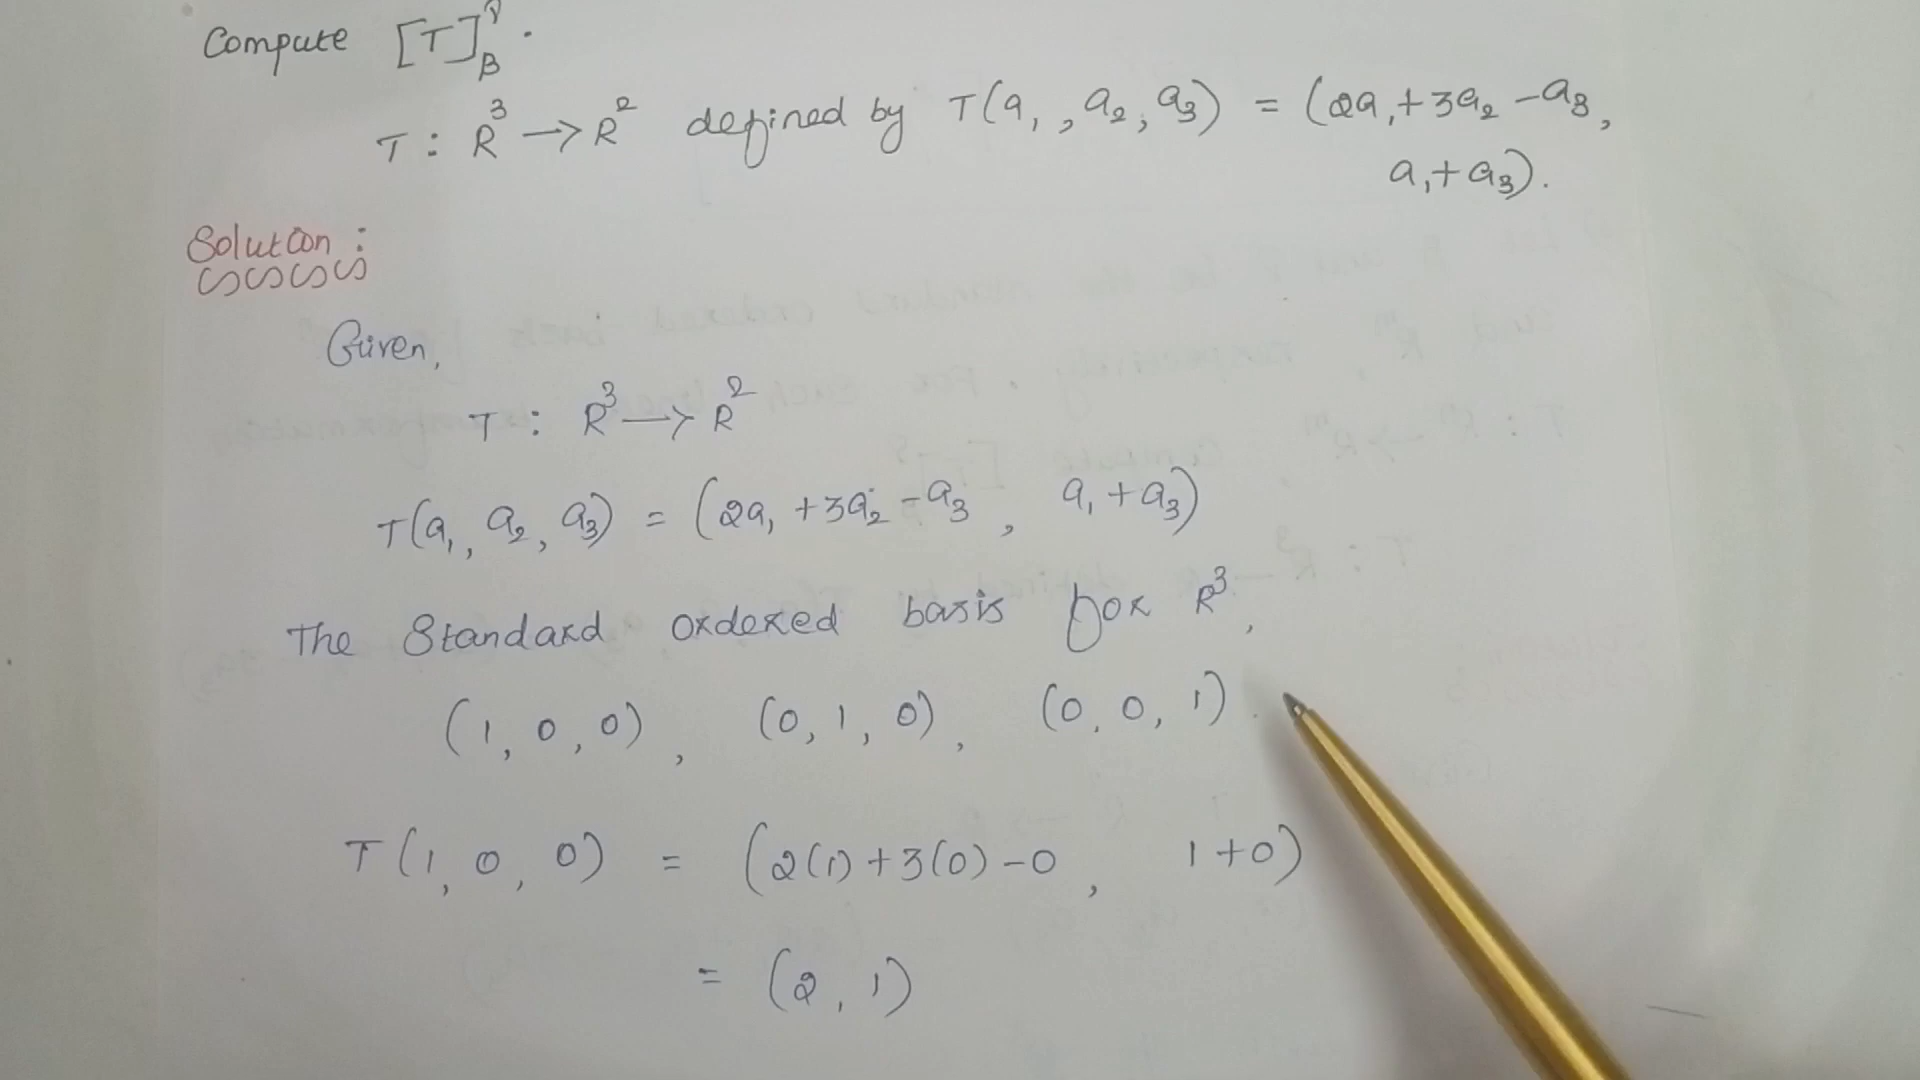 Compute [T]ᵞ_β .
T : R³ → R² defined by T(a₁, a₂, a₃) = (2a₁+3a₂-a₃,
a₁+a₃).
Solution :
Given,
T : R³ → R²
T(a₁, a₂, a₃) = (2a₁ +3a₂ -a₃ , a₁ +a₃)
The Standard ordered basis for R³,
(1, 0, 0) , (0, 1, 0) , (0, 0, 1) .
T(1, 0, 0) = (2(1)+3(0)-0 , 1+0)
= (2, 1)